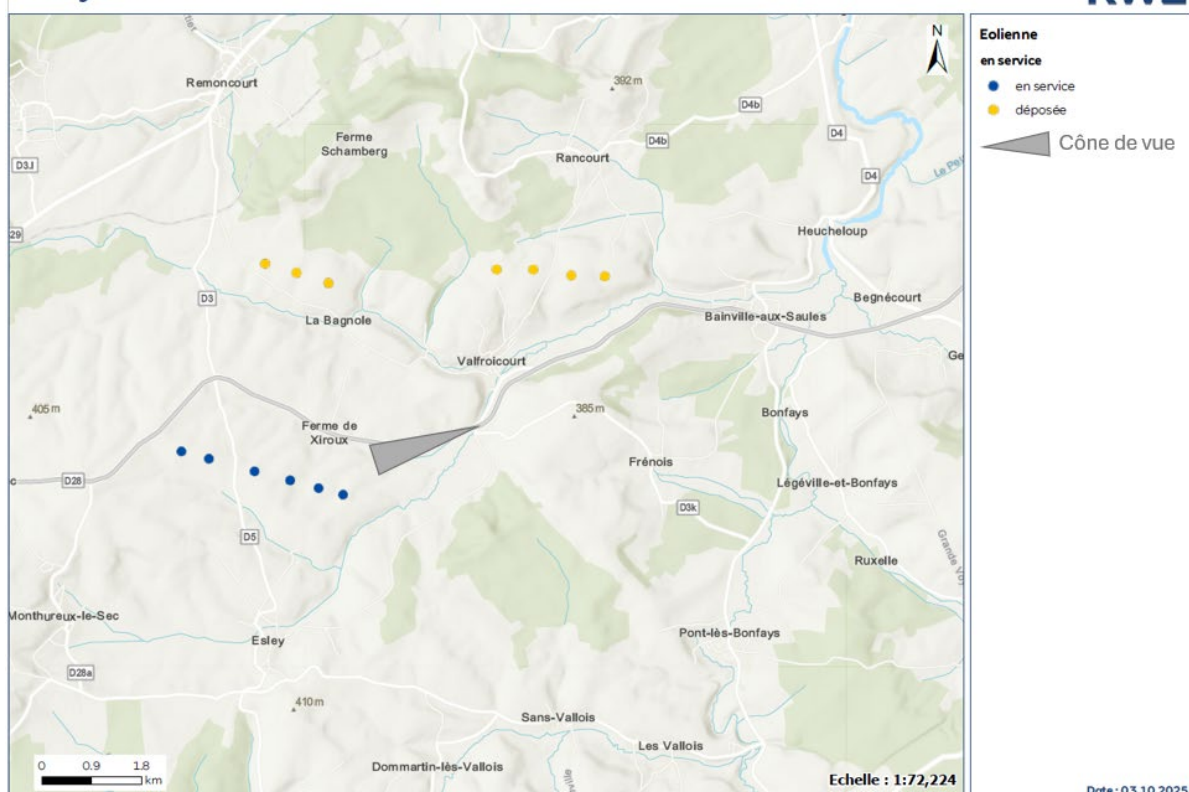 Remoncourt
392 m
D4b
D4
Ferme
Schamberg
D4b
D3.l
Rancourt
D4
29
Heucheloup
Begnécourt
D3
La Bagnole
Bainville-aux-Saules
Valfroicourt
Ge
405 m
385 m
Bonfays
Ferme de
Xiroux
Frénois
D28
Légéville-et-Bonfays
D3k
D5
Ruxelle
Monthureux-le-Sec
Pont-lès-Bonfays
Esley
D28a
410 m
Sans-Vallois
Les Vallois
Dommartin-lès-Vallois
N
0 0.9 1.8
km
Echelle : 1:72,224
Eolienne
en service
en service
déposée
Cône de vue
Date : 03.10.2025